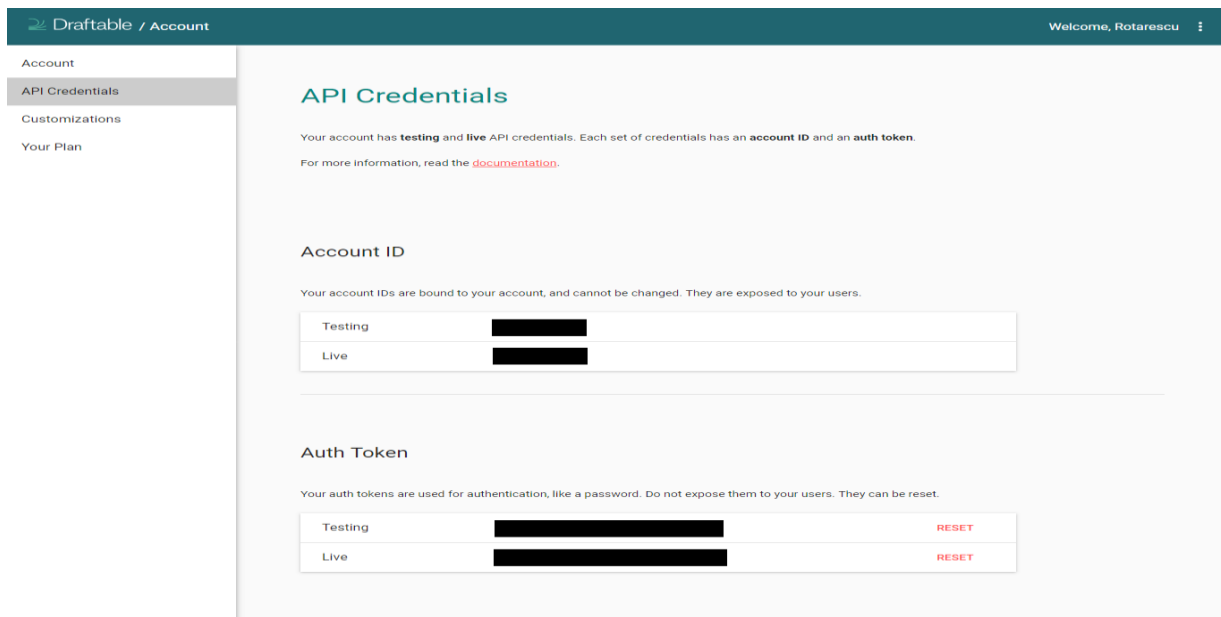 Draftable / Account
Welcome, Rotarescu
Account
API Credentials
Customizations
Your Plan
API Credentials
Your account has testing and live API credentials. Each set of credentials has an account ID and an auth token.
For more information, read the documentation.
Account ID
Your account IDs are bound to your account, and cannot be changed. They are exposed to your users.
Testing
Live
Auth Token
Your auth tokens are used for authentication, like a password. Do not expose them to your users. They can be reset.
Testing RESET
Live RESET